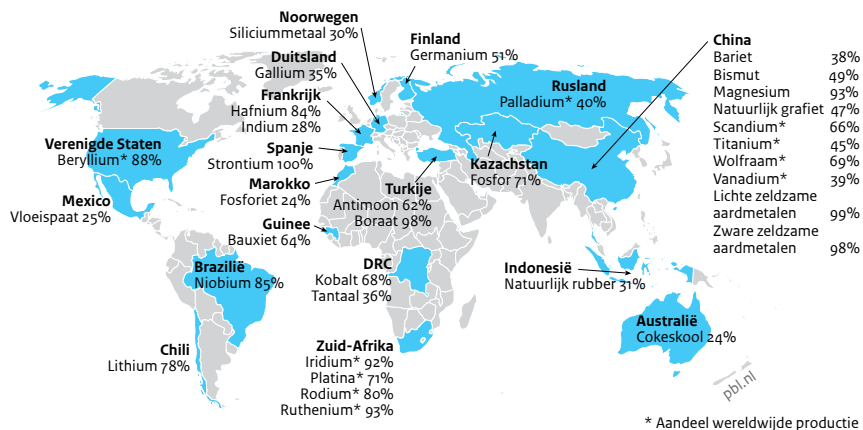 Noorwegen
Siliciummetaal 30%
Finland
Germanium 51%
Duitsland
Gallium 35%
Frankrijk
Hafnium 84%
Indium 28%
Spanje
Strontium 100%
Marokko
Fosforiet 24%
Turkije
Antimoon 62%
Boraat 98%
Rusland
Palladium* 40%
Kazachstan
Fosfor 71%
China
Bariet 38%
Bismut 49%
Magnesium 93%
Natuurlijk grafiet 47%
Scandium* 66%
Titanium* 45%
Wolfraam* 69%
Vanadium* 39%
Lichte zeldzame
aardmetalen 99%
Zware zeldzame
aardmetalen 98%
Verenigde Staten
Beryllium* 88%
Mexico
Vloeispaat 25%
Guinee
Bauxiet 64%
Brazilië
Niobium 85%
DRC
Kobalt 68%
Tantaal 36%
Indonesië
Natuurlijk rubber 31%
Chili
Lithium 78%
Zuid-Afrika
Iridium* 92%
Platina* 71%
Rodium* 80%
Ruthenium* 93%
Australië
Cokeskool 24%
pbl.nl
* Aandeel wereldwijde productie